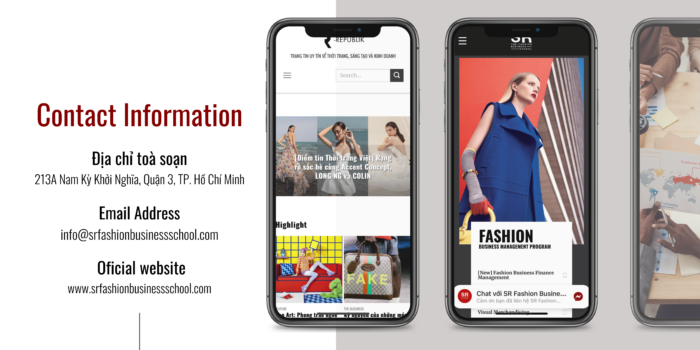 Contact Information
Địa chỉ toà soạn
213A Nam Kỳ Khởi Nghĩa, Quận 3, TP. Hồ Chí Minh
Email Address
info@srfashionbusinessschool.com
Oficial website
www.srfashionbusinessschool.com
R
-REPUBLIK
TRANG TIN UY TÍN VỀ THỜI TRANG, SÁNG TẠO VÀ KINH DOANH
Search...
[Điểm tin Thời trang Việt] Rạng
rỡ sắc hè cùng Accent Concept,
LONG NG và COLIN
Highlight
FAKE
SR
FASHION
BUSINESS MANAGEMENT PROGRAM
[New] Fashion Business Finance
Management
SR
Chat với SR Fashion Busine...
Cảm ơn bạn đã liên hệ SR Fashion...
Visual Merchandising